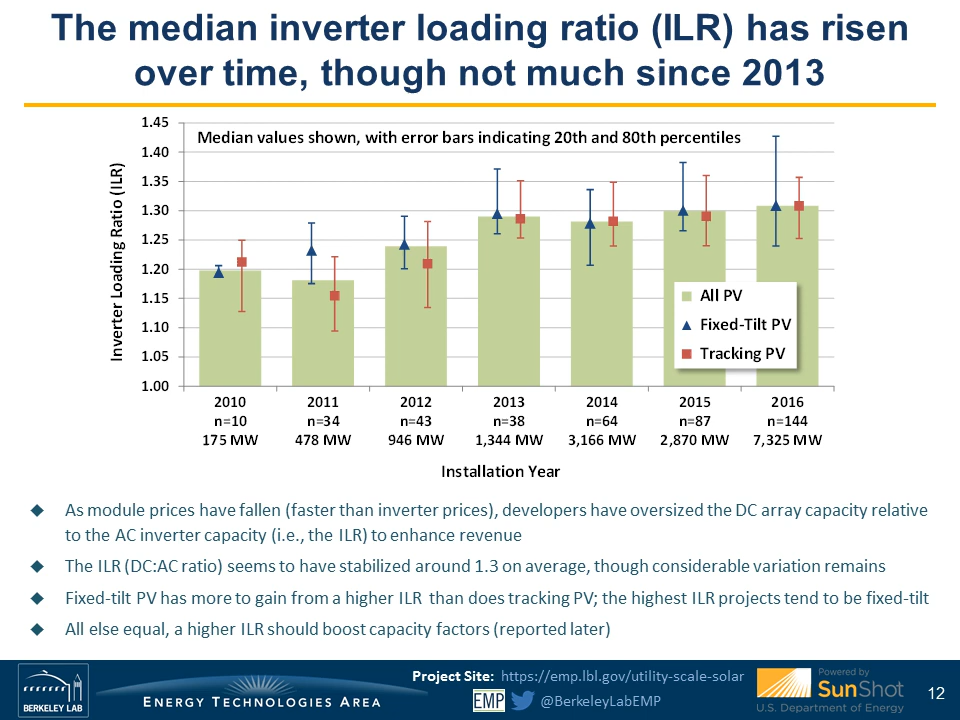 The median inverter loading ratio (ILR) has risen
over time, though not much since 2013
Median values shown, with error bars indicating 20th and 80th percentiles
Inverter Loading Ratio (ILR)
1.45
1.40
1.35
1.30
1.25
1.20
1.15
1.10
1.05
1.00
All PV
Fixed-Tilt PV
Tracking PV
2010 2011 2012 2013 2014 2015 2016
n=10 n=34 n=43 n=38 n=64 n=87 n=144
175 MW 478 MW 946 MW 1,344 MW 3,166 MW 2,870 MW 7,325 MW
Installation Year
◆ As module prices have fallen (faster than inverter prices), developers have oversized the DC array capacity relative
to the AC inverter capacity (i.e., the ILR) to enhance revenue
◆ The ILR (DC:AC ratio) seems to have stabilized around 1.3 on average, though considerable variation remains
◆ Fixed-tilt PV has more to gain from a higher ILR than does tracking PV; the highest ILR projects tend to be fixed-tilt
◆ All else equal, a higher ILR should boost capacity factors (reported later)
BERKELEY LAB
ENERGY TECHNOLOGIES AREA
Project Site: https://emp.lbl.gov/utility-scale-solar
EMP @BerkeleyLabEMP
Powered by
SunShot
U.S. Department of Energy
12